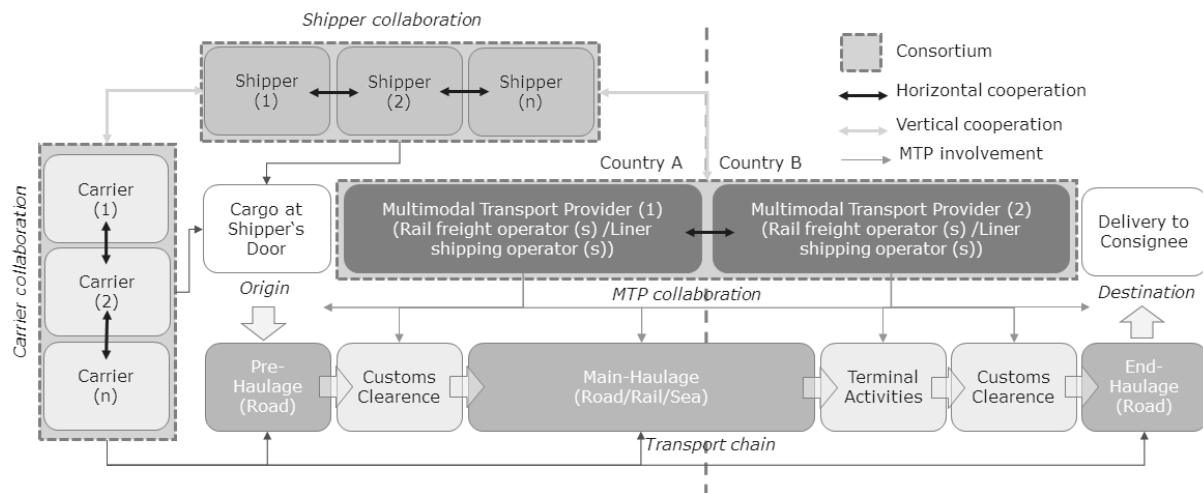 Shipper collaboration
Shipper
(1)
Shipper
(2)
Shipper
(n)
Consortium
Horizontal cooperation
Vertical cooperation
MTP involvement
Country A
Country B
Carrier collaboration
Carrier
(1)
Carrier
(2)
Carrier
(n)
Cargo at
Shipper‘s
Door
Multimodal Transport Provider (1)
(Rail freight operator (s) /Liner
shipping operator (s))
Multimodal Transport Provider (2)
(Rail freight operator (s) /Liner
shipping operator (s))
Delivery to
Consignee
Origin
MTP collaboration
Destination
Pre-
Haulage
(Road)
Customs
Clearence
Main-Haulage
(Road/Rail/Sea)
Terminal
Activities
Customs
Clearence
End-
Haulage
(Road)
Transport chain